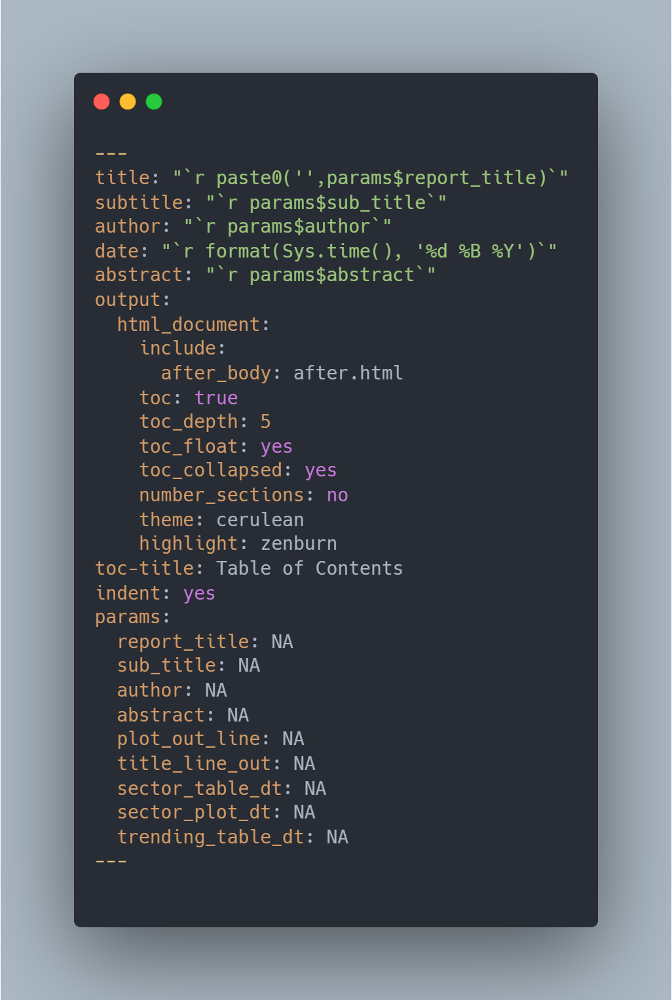 ---
title: "`r paste0('',params$report_title)`"
subtitle: "`r params$sub_title`"
author: "`r params$author`"
date: "`r format(Sys.time(), '%d %B %Y')`"
abstract: "`r params$abstract`"
output:
  html_document:
    include:
      after_body: after.html
    toc: true
    toc_depth: 5
    toc_float: yes
    toc_collapsed: yes
    number_sections: no
    theme: cerulean
    highlight: zenburn
toc-title: Table of Contents
indent: yes
params:
  report_title: NA
  sub_title: NA
  author: NA
  abstract: NA
  plot_out_line: NA
  title_line_out: NA
  sector_table_dt: NA
  sector_plot_dt: NA
  trending_table_dt: NA
---